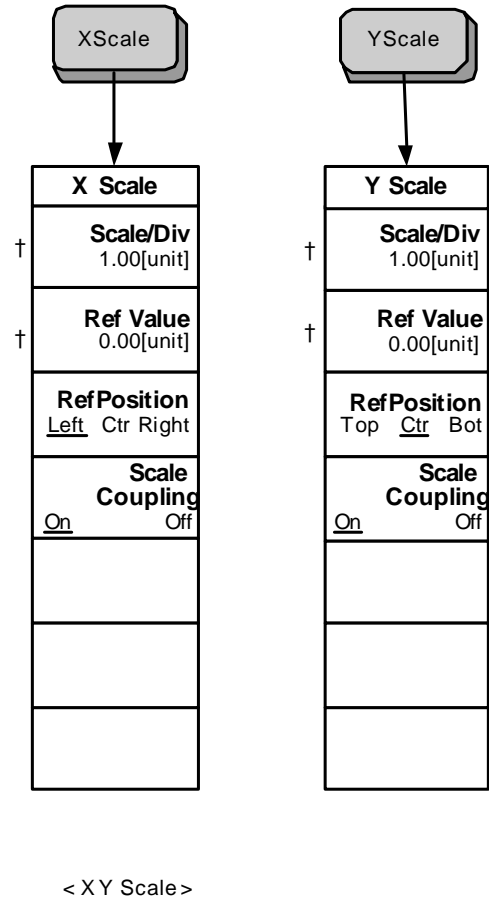 XScale
X Scale
†
Scale/Div
1.00[unit]
†
Ref Value
0.00[unit]
RefPosition
Left Ctr Right
Scale
Coupling
On Off
YScale
Y Scale
†
Scale/Div
1.00[unit]
†
Ref Value
0.00[unit]
RefPosition
Top Ctr Bot
Scale
Coupling
On Off
<XY Scale>